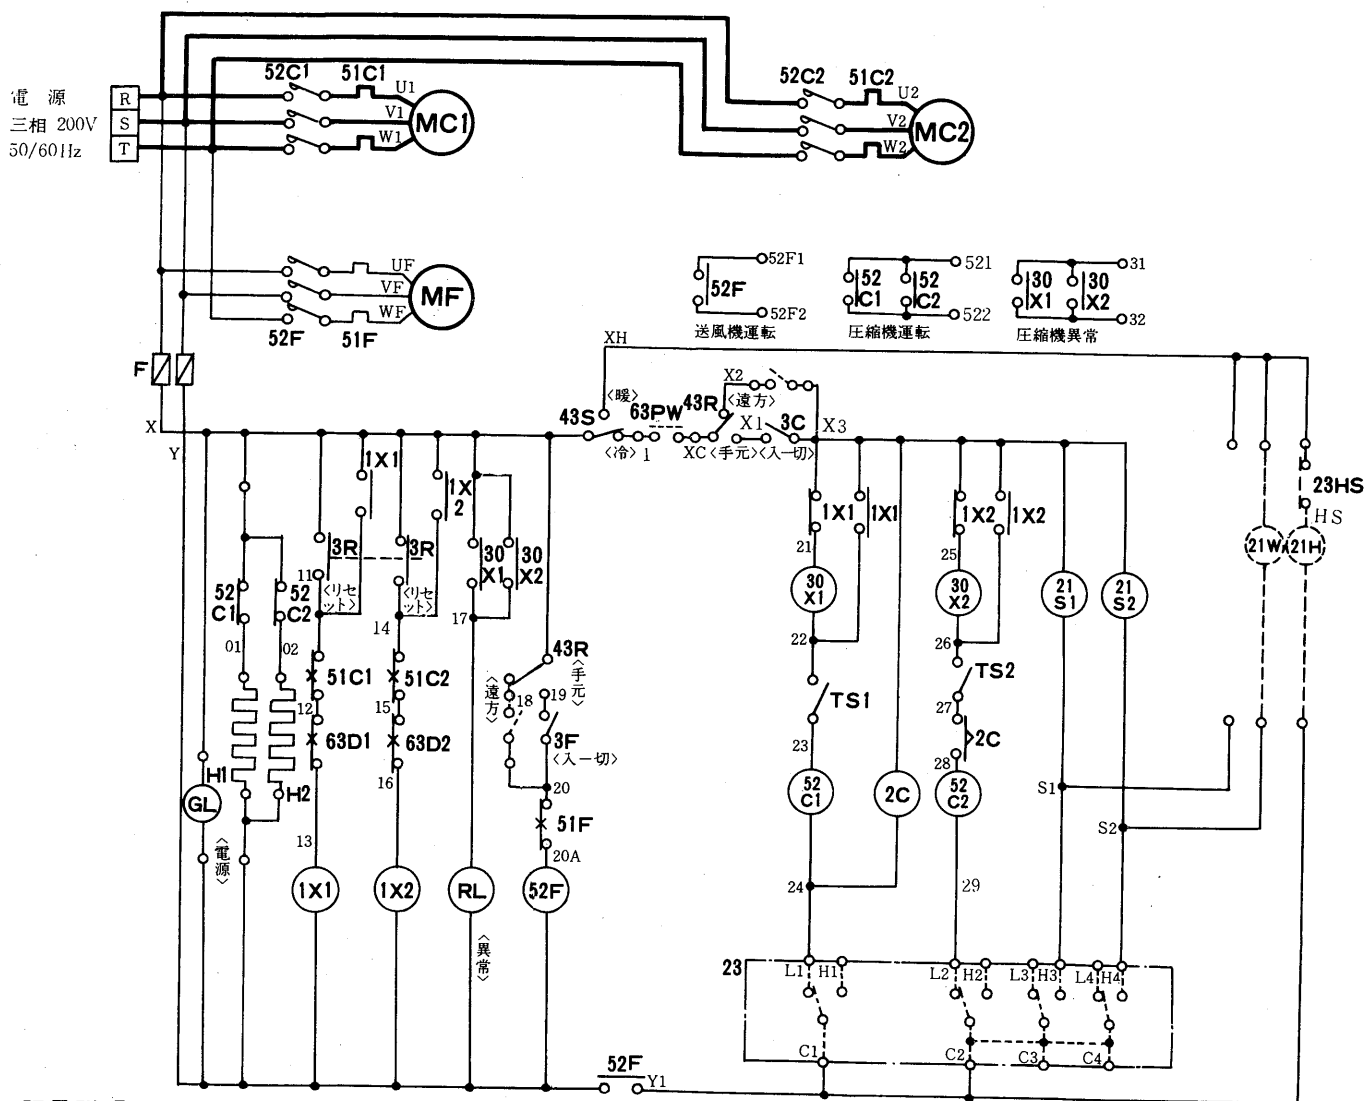 電源
三相 200V
50/60Hz
R
S
T
52C1
51C1
U1
V1
W1
MC1
52C2
51C2
U2
V2
W2
MC2
UF
VF
WF
MF
52F
51F
52F1
52F
52F2
送風機運転
521
52
C1
52
C2
522
圧縮機運転
31
30
X1
30
X2
32
圧縮機異常
F
X
Y
XH
43S
〈暖〉
〈冷〉
1
63PW
43R
X2
〈遠方〉
XC
〈手元〉
X1
〈入—切〉
3C
X3
1X1
1X
2
3R
11
〈リセット〉
3R
14
〈リセット〉
30
X1
30
X2
17
52
C1
52
C2
01
02
51C1
12
63D1
51C2
15
63D2
16
43R
〈手元〉
〈遠方〉
18
19
3F
〈入—切〉
20
51F
20A
H1
H2
GL
〈電源〉
13
1X1
1X2
RL
〈異常〉
52F
1X1
1X1
21
30
X1
22
TS1
23
52
C1
2C
24
1X2
1X2
25
30
X2
26
TS2
27
2C
28
52
C2
29
21
S1
21
S2
S1
S2
23HS
HS
21W
21H
23
L1
H1
L2
H2
L3
H3
L4
H4
C1
C2
C3
C4
52F
Y1